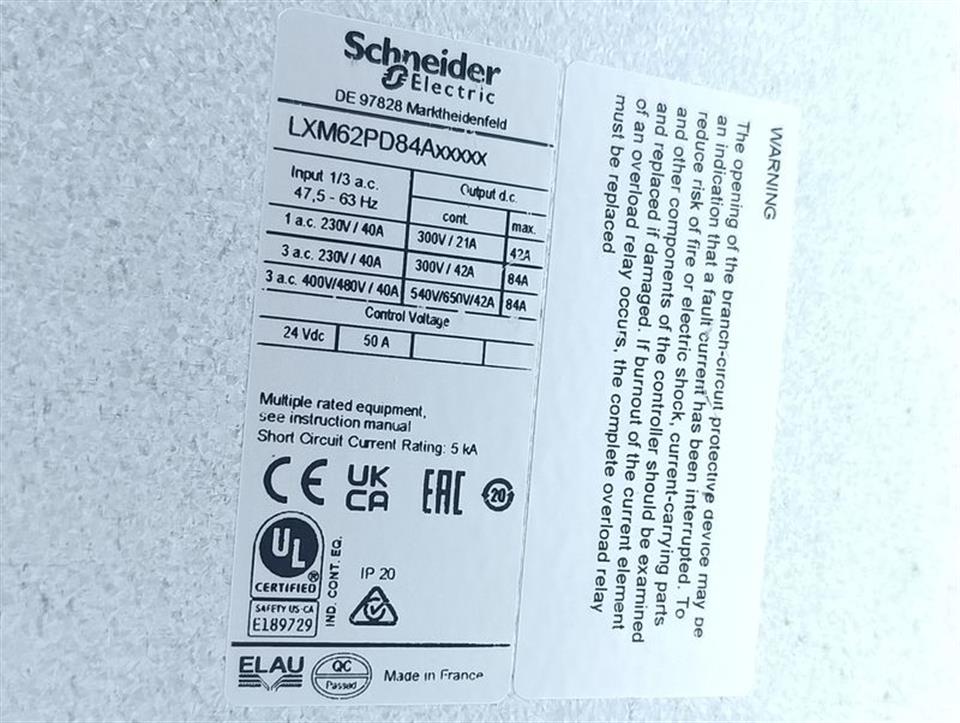 Schneider
Electric
DE 97828 Marktheidenfeld
LXM62PD84Axxxxx
Input 1/3 a.c.
47,5 - 63 Hz
Output d.c.
cont.
max.
1 a.c. 230V / 40A
300V / 21A
42A
3 a.c. 230V / 40A
300V / 42A
84A
3 a.c. 400V/480V / 40A
540V/650V/42A
84A
Control Voltage
24 Vdc
50 A
Multiple rated equipment,
see instruction manual
Short Circuit Current Rating: 5 kA
CE
UK
CA
EAC
20
UL
®
CERTIFIED
SAFETY US-CA
E189729
IND. CONT. EQ.
IP 20
ELAU
QC
Passed
Made in France
WARNING
The opening of the branch-circuit protective device may be
an indication that a fault current has been interrupted. To
reduce risk of fire or electric shock, current-carrying parts
and other components of the controller should be examined
and replaced if damaged. If burnout of the current element
of an overload relay occurs, the complete overload relay
must be replaced